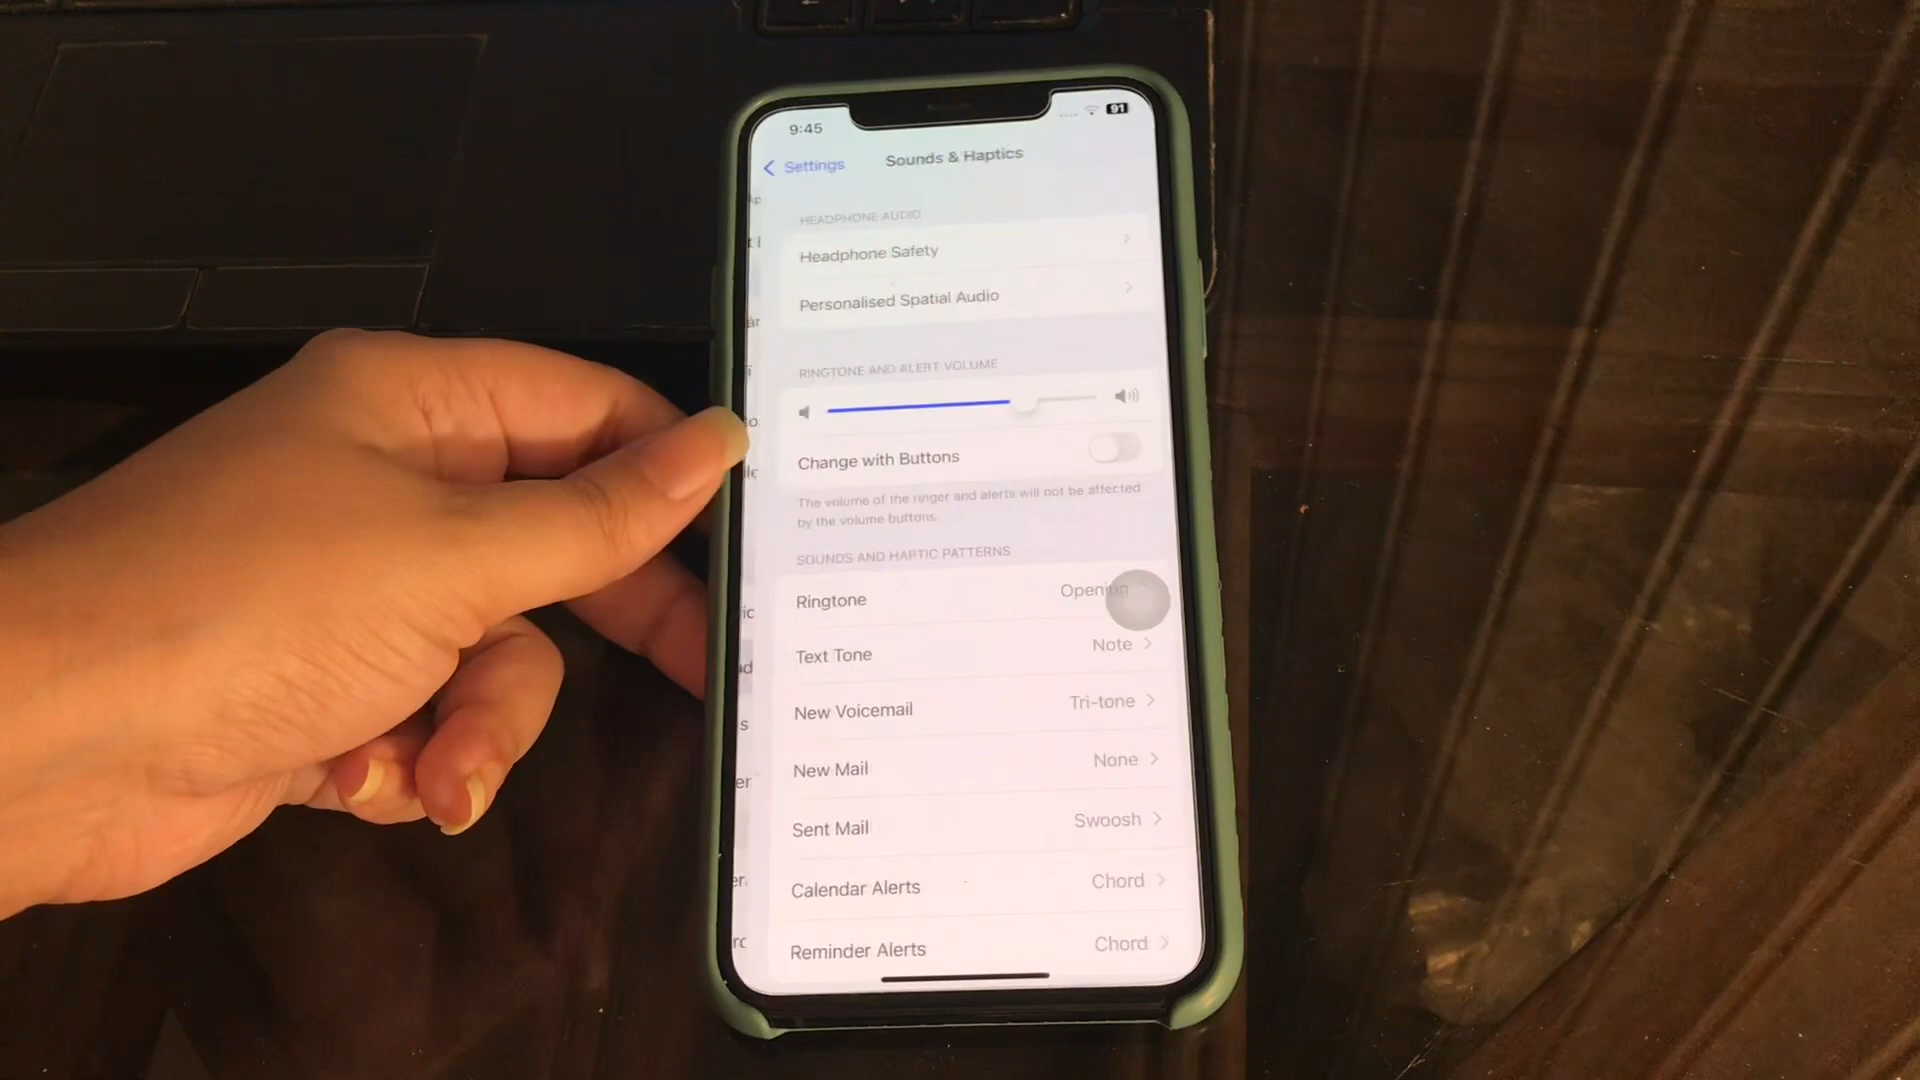 9:45
91
Settings
Sounds & Haptics
HEADPHONE AUDIO
Headphone Safety
Personalised Spatial Audio
RINGTONE AND ALERT VOLUME
Change with Buttons
The volume of the ringer and alerts will not be affected
by the volume buttons.
SOUNDS AND HAPTIC PATTERNS
Ringtone Opening
Text Tone Note
New Voicemail Tri-tone
New Mail None
Sent Mail Swoosh
Calendar Alerts Chord
Reminder Alerts Chord